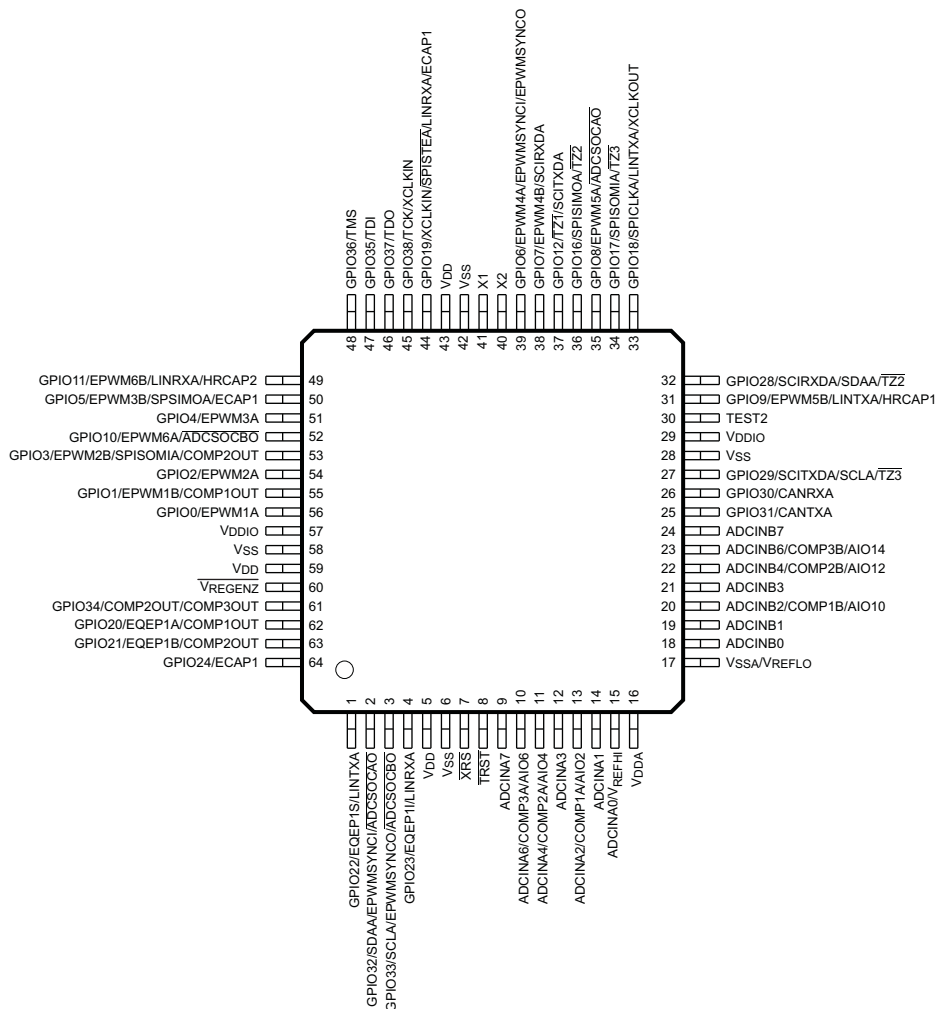 GPIO36/TMS
GPIO35/TDI
GPIO37/TDO
GPIO38/TCK/XCLKIN
GPIO19/XCLKIN/SPISTEA/LINRXA/ECAP1
VDD
VSS
X1
X2
GPIO6/EPWM4A/EPWMSYNCI/EPWMSYNCO
GPIO7/EPWM4B/SCIRXDA
GPIO12/TZ1/SCITXDA
GPIO16/SPISIMOA/TZ2
GPIO8/EPWM5A/ADCSOCAO
GPIO17/SPISOMIA/TZ3
GPIO18/SPICLKA/LINTXA/XCLKOUT
48 47 46 45 44 43 42 41 40 39 38 37 36 35 34 33
GPIO11/EPWM6B/LINRXA/HRCAP2 49
GPIO5/EPWM3B/SPSIMOA/ECAP1 50
GPIO4/EPWM3A 51
GPIO10/EPWM6A/ADCSOCBO 52
GPIO3/EPWM2B/SPISOMIA/COMP2OUT 53
GPIO2/EPWM2A 54
GPIO1/EPWM1B/COMP1OUT 55
GPIO0/EPWM1A 56
VDDIO 57
VSS 58
VDD 59
VREGENZ 60
GPIO34/COMP2OUT/COMP3OUT 61
GPIO20/EQEP1A/COMP1OUT 62
GPIO21/EQEP1B/COMP2OUT 63
GPIO24/ECAP1 64
32 GPIO28/SCIRXDA/SDAA/TZ2
31 GPIO9/EPWM5B/LINTXA/HRCAP1
30 TEST2
29 VDDIO
28 VSS
27 GPIO29/SCITXDA/SCLA/TZ3
26 GPIO30/CANRXA
25 GPIO31/CANTXA
24 ADCINB7
23 ADCINB6/COMP3B/AIO14
22 ADCINB4/COMP2B/AIO12
21 ADCINB3
20 ADCINB2/COMP1B/AIO10
19 ADCINB1
18 ADCINB0
17 VSSA/VREFLO
1 2 3 4 5 6 7 8 9 10 11 12 13 14 15 16
GPIO22/EQEP1S/LINTXA
GPIO32/SDAA/EPWMSYNCI/ADCSOCAO
GPIO33/SCLA/EPWMSYNCO/ADCSOCBO
GPIO23/EQEP1I/LINRXA
VDD
VSS
XRS
TRST
ADCINA7
ADCINA6/COMP3A/AIO6
ADCINA4/COMP2A/AIO4
ADCINA3
ADCINA2/COMP1A/AIO2
ADCINA1
ADCINA0/VREFHI
VDDA